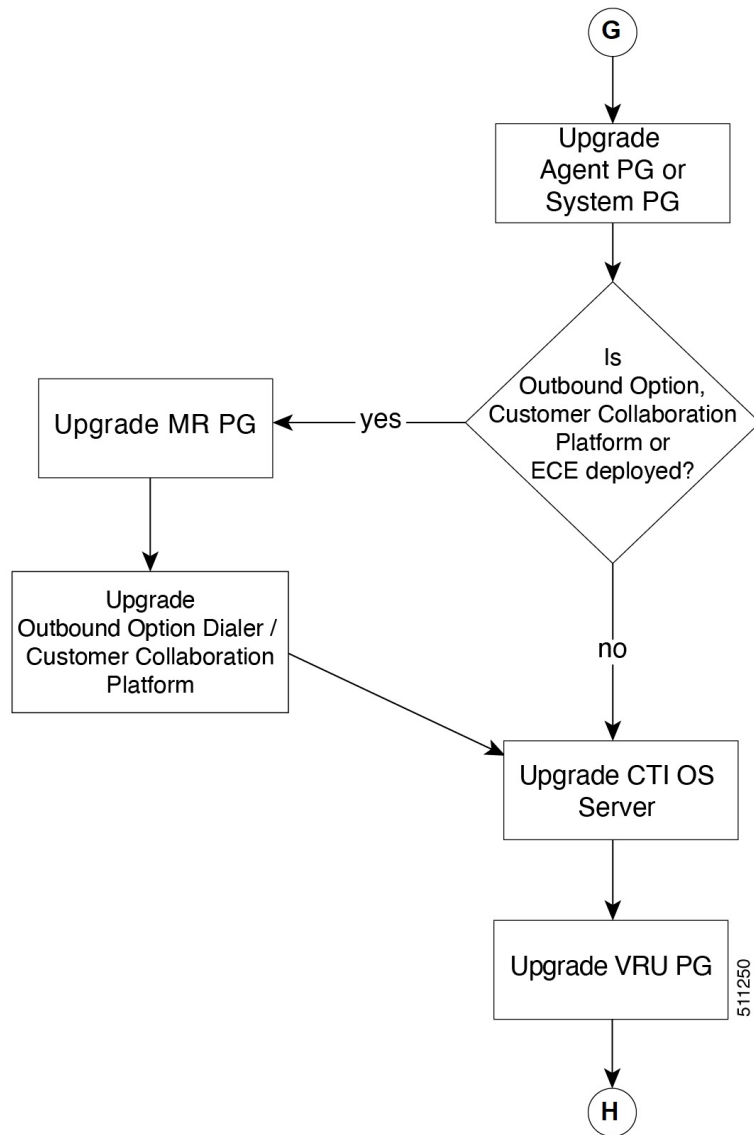 G
Upgrade
Agent PG or
System PG
Is
Outbound Option,
Customer Collaboration
Platform or
ECE deployed?
yes
Upgrade MR PG
Upgrade
Outbound Option Dialer /
Customer Collaboration
Platform
no
Upgrade CTI OS
Server
Upgrade VRU PG
511250
H